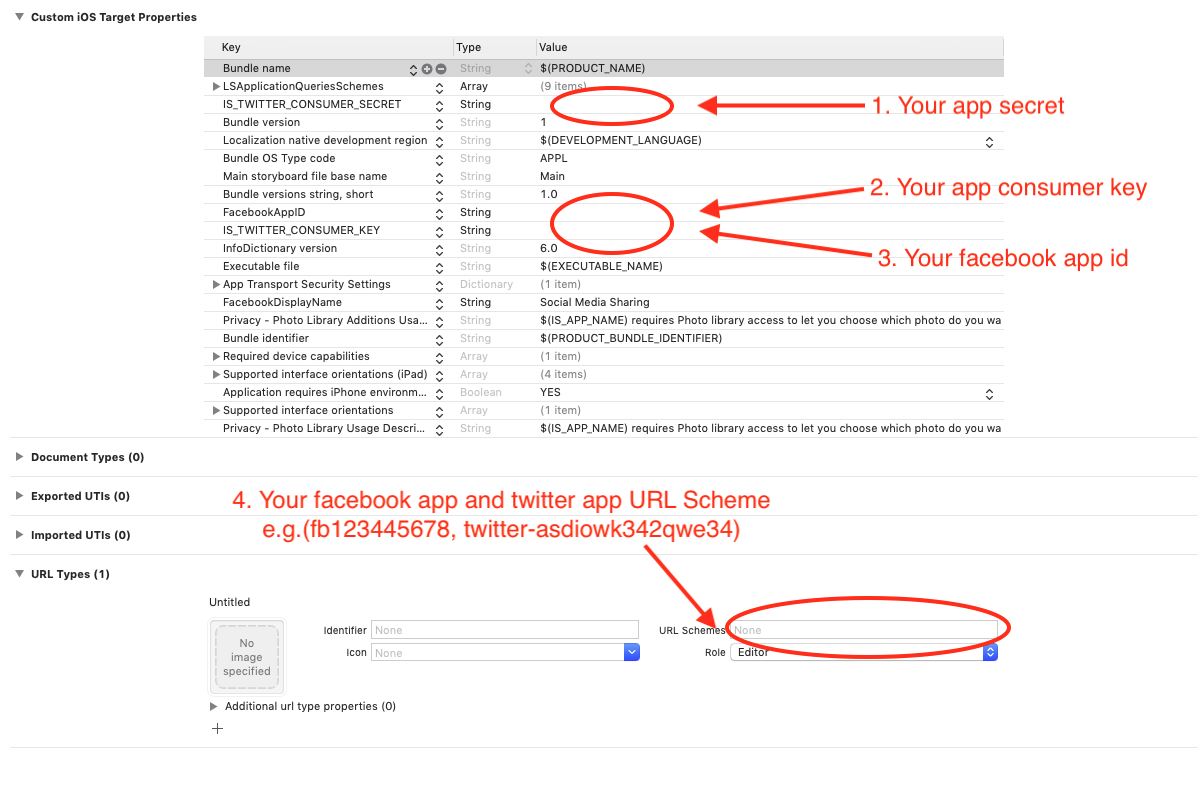 Custom iOS Target Properties
Key Type Value
Bundle name String $(PRODUCT_NAME)
LSApplicationQueriesSchemes Array (9 items)
IS_TWITTER_CONSUMER_SECRET String
1. Your app secret
Bundle version String 1
Localization native development region String $(DEVELOPMENT_LANGUAGE)
Bundle OS Type code String APPL
Main storyboard file base name String Main
2. Your app consumer key
Bundle versions string, short String 1.0
FacebookAppID String
IS_TWITTER_CONSUMER_KEY String
InfoDictionary version String 6.0
3. Your facebook app id
Executable file String $(EXECUTABLE_NAME)
App Transport Security Settings Dictionary (1 item)
FacebookDisplayName String Social Media Sharing
Privacy - Photo Library Additions Usa... String $(IS_APP_NAME) requires Photo library access to let you choose which photo do you wa
Bundle identifier String $(PRODUCT_BUNDLE_IDENTIFIER)
Required device capabilities Array (1 item)
Supported interface orientations (iPad) Array (4 items)
Application requires iPhone environm... Boolean YES
Supported interface orientations Array (1 item)
Privacy - Photo Library Usage Descri... String $(IS_APP_NAME) requires Photo library access to let you choose which photo do you wa
Document Types (0)
Exported UTIs (0)
4. Your facebook app and twitter app URL Scheme
e.g.(fb123445678, twitter-asdiowk342qwe34)
Imported UTIs (0)
URL Types (1)
Untitled
No
image
specified
Identifier None URL Schemes None
Icon None Role Editor
Additional url type properties (0)